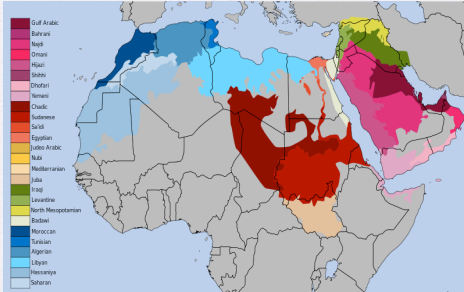 Gulf Arabic
Bahrani
Najdi
Omani
Hijazi
Shihhi
Dhofari
Yemeni
Chadic
Sudanese
Sa'idi
Egyptian
Judeo Arabic
Nubi
Mediterranean
Juba
Iraqi
Levantine
North Mesopotamian
Badawi
Moroccan
Tunisian
Algerian
Libyan
Hassaniya
Saharan